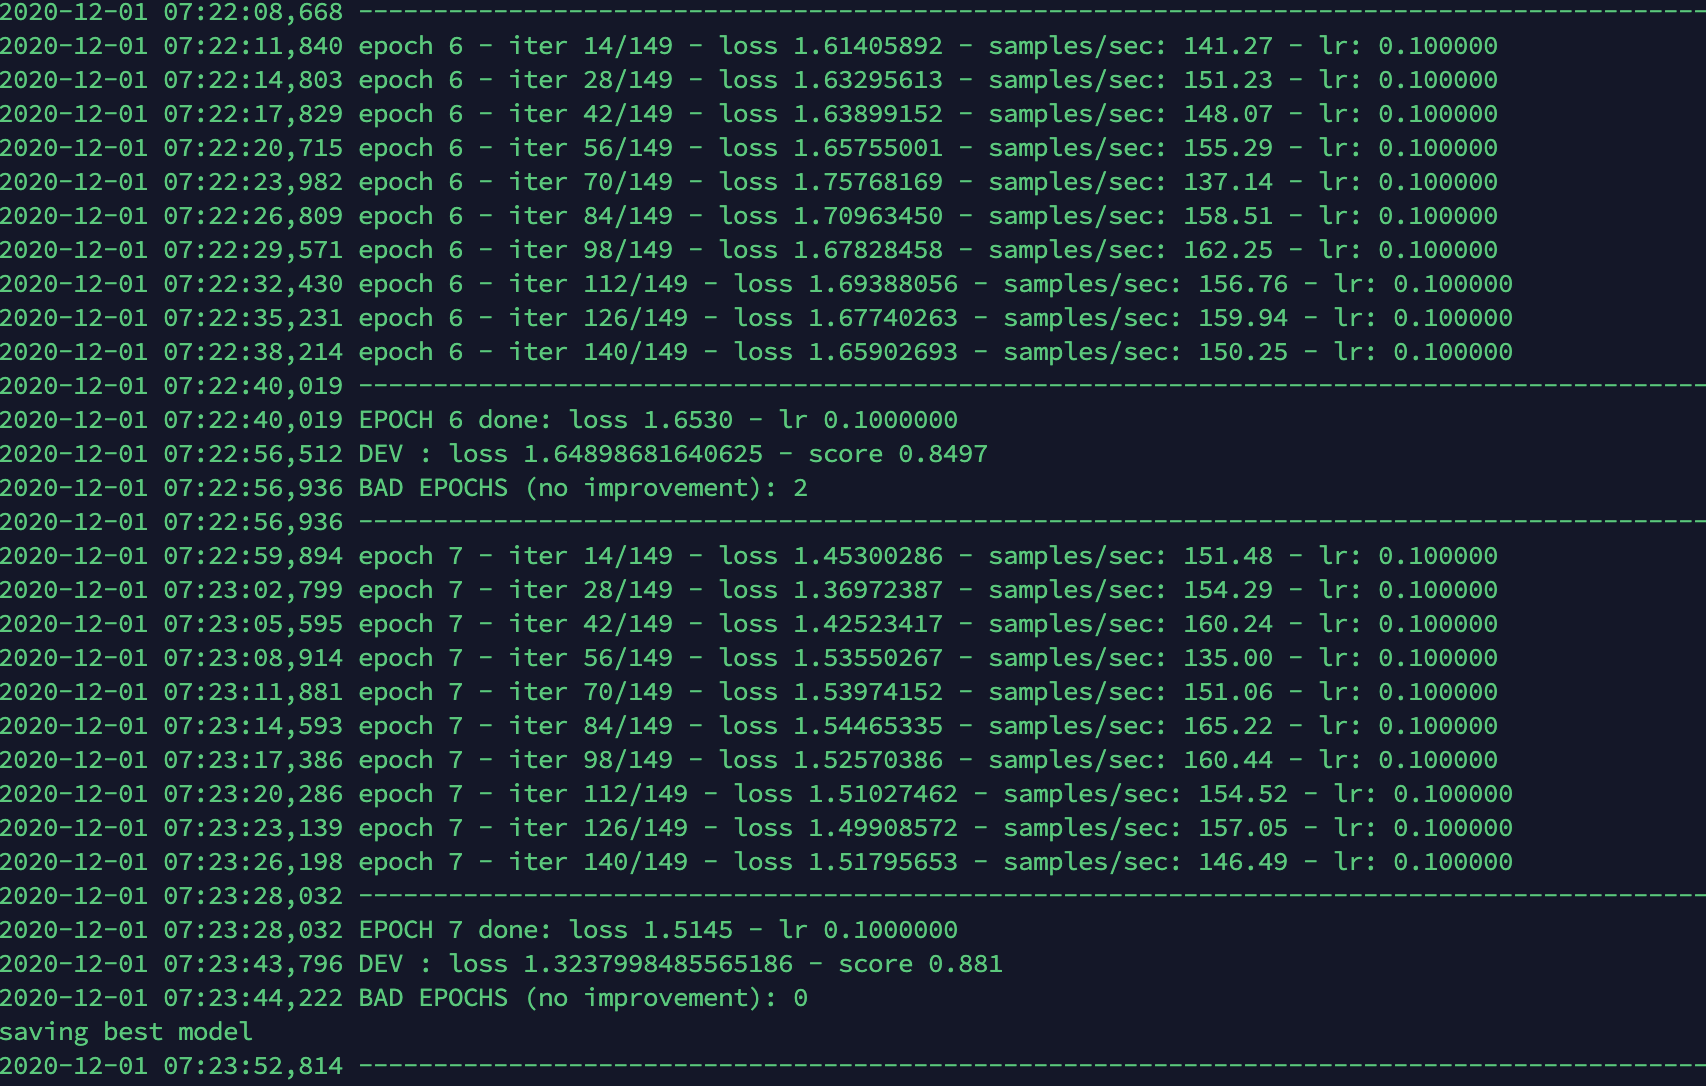 2020-12-01 07:22:08,668 ------------------------------------------------------------------------------------------
2020-12-01 07:22:11,840 epoch 6 - iter 14/149 - loss 1.61405892 - samples/sec: 141.27 - lr: 0.100000
2020-12-01 07:22:14,803 epoch 6 - iter 28/149 - loss 1.63295613 - samples/sec: 151.23 - lr: 0.100000
2020-12-01 07:22:17,829 epoch 6 - iter 42/149 - loss 1.63899152 - samples/sec: 148.07 - lr: 0.100000
2020-12-01 07:22:20,715 epoch 6 - iter 56/149 - loss 1.65755001 - samples/sec: 155.29 - lr: 0.100000
2020-12-01 07:22:23,982 epoch 6 - iter 70/149 - loss 1.75768169 - samples/sec: 137.14 - lr: 0.100000
2020-12-01 07:22:26,809 epoch 6 - iter 84/149 - loss 1.70963450 - samples/sec: 158.51 - lr: 0.100000
2020-12-01 07:22:29,571 epoch 6 - iter 98/149 - loss 1.67828458 - samples/sec: 162.25 - lr: 0.100000
2020-12-01 07:22:32,430 epoch 6 - iter 112/149 - loss 1.69388056 - samples/sec: 156.76 - lr: 0.100000
2020-12-01 07:22:35,231 epoch 6 - iter 126/149 - loss 1.67740263 - samples/sec: 159.94 - lr: 0.100000
2020-12-01 07:22:38,214 epoch 6 - iter 140/149 - loss 1.65902693 - samples/sec: 150.25 - lr: 0.100000
2020-12-01 07:22:40,019 ------------------------------------------------------------------------------------------
2020-12-01 07:22:40,019 EPOCH 6 done: loss 1.6530 - lr 0.1000000
2020-12-01 07:22:56,512 DEV : loss 1.64898681640625 - score 0.8497
2020-12-01 07:22:56,936 BAD EPOCHS (no improvement): 2
2020-12-01 07:22:56,936 ------------------------------------------------------------------------------------------
2020-12-01 07:22:59,894 epoch 7 - iter 14/149 - loss 1.45300286 - samples/sec: 151.48 - lr: 0.100000
2020-12-01 07:23:02,799 epoch 7 - iter 28/149 - loss 1.36972387 - samples/sec: 154.29 - lr: 0.100000
2020-12-01 07:23:05,595 epoch 7 - iter 42/149 - loss 1.42523417 - samples/sec: 160.24 - lr: 0.100000
2020-12-01 07:23:08,914 epoch 7 - iter 56/149 - loss 1.53550267 - samples/sec: 135.00 - lr: 0.100000
2020-12-01 07:23:11,881 epoch 7 - iter 70/149 - loss 1.53974152 - samples/sec: 151.06 - lr: 0.100000
2020-12-01 07:23:14,593 epoch 7 - iter 84/149 - loss 1.54465335 - samples/sec: 165.22 - lr: 0.100000
2020-12-01 07:23:17,386 epoch 7 - iter 98/149 - loss 1.52570386 - samples/sec: 160.44 - lr: 0.100000
2020-12-01 07:23:20,286 epoch 7 - iter 112/149 - loss 1.51027462 - samples/sec: 154.52 - lr: 0.100000
2020-12-01 07:23:23,139 epoch 7 - iter 126/149 - loss 1.49908572 - samples/sec: 157.05 - lr: 0.100000
2020-12-01 07:23:26,198 epoch 7 - iter 140/149 - loss 1.51795653 - samples/sec: 146.49 - lr: 0.100000
2020-12-01 07:23:28,032 ------------------------------------------------------------------------------------------
2020-12-01 07:23:28,032 EPOCH 7 done: loss 1.5145 - lr 0.1000000
2020-12-01 07:23:43,796 DEV : loss 1.3237998485565186 - score 0.881
2020-12-01 07:23:44,222 BAD EPOCHS (no improvement): 0
saving best model
2020-12-01 07:23:52,814 ------------------------------------------------------------------------------------------